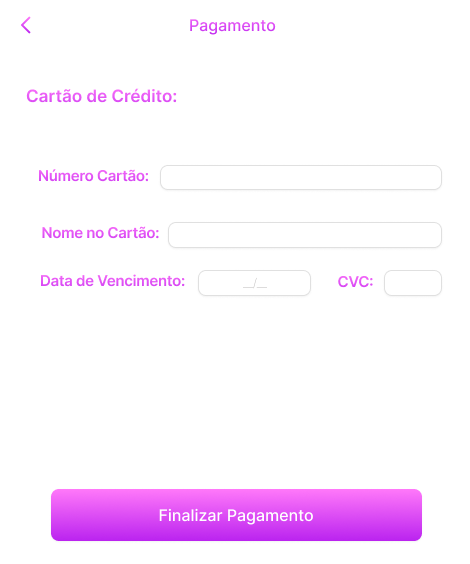 Pagamento
Cartão de Crédito:
Número Cartão:
Nome no Cartão:
Data de Vencimento: __/__ CVC:
Finalizar Pagamento